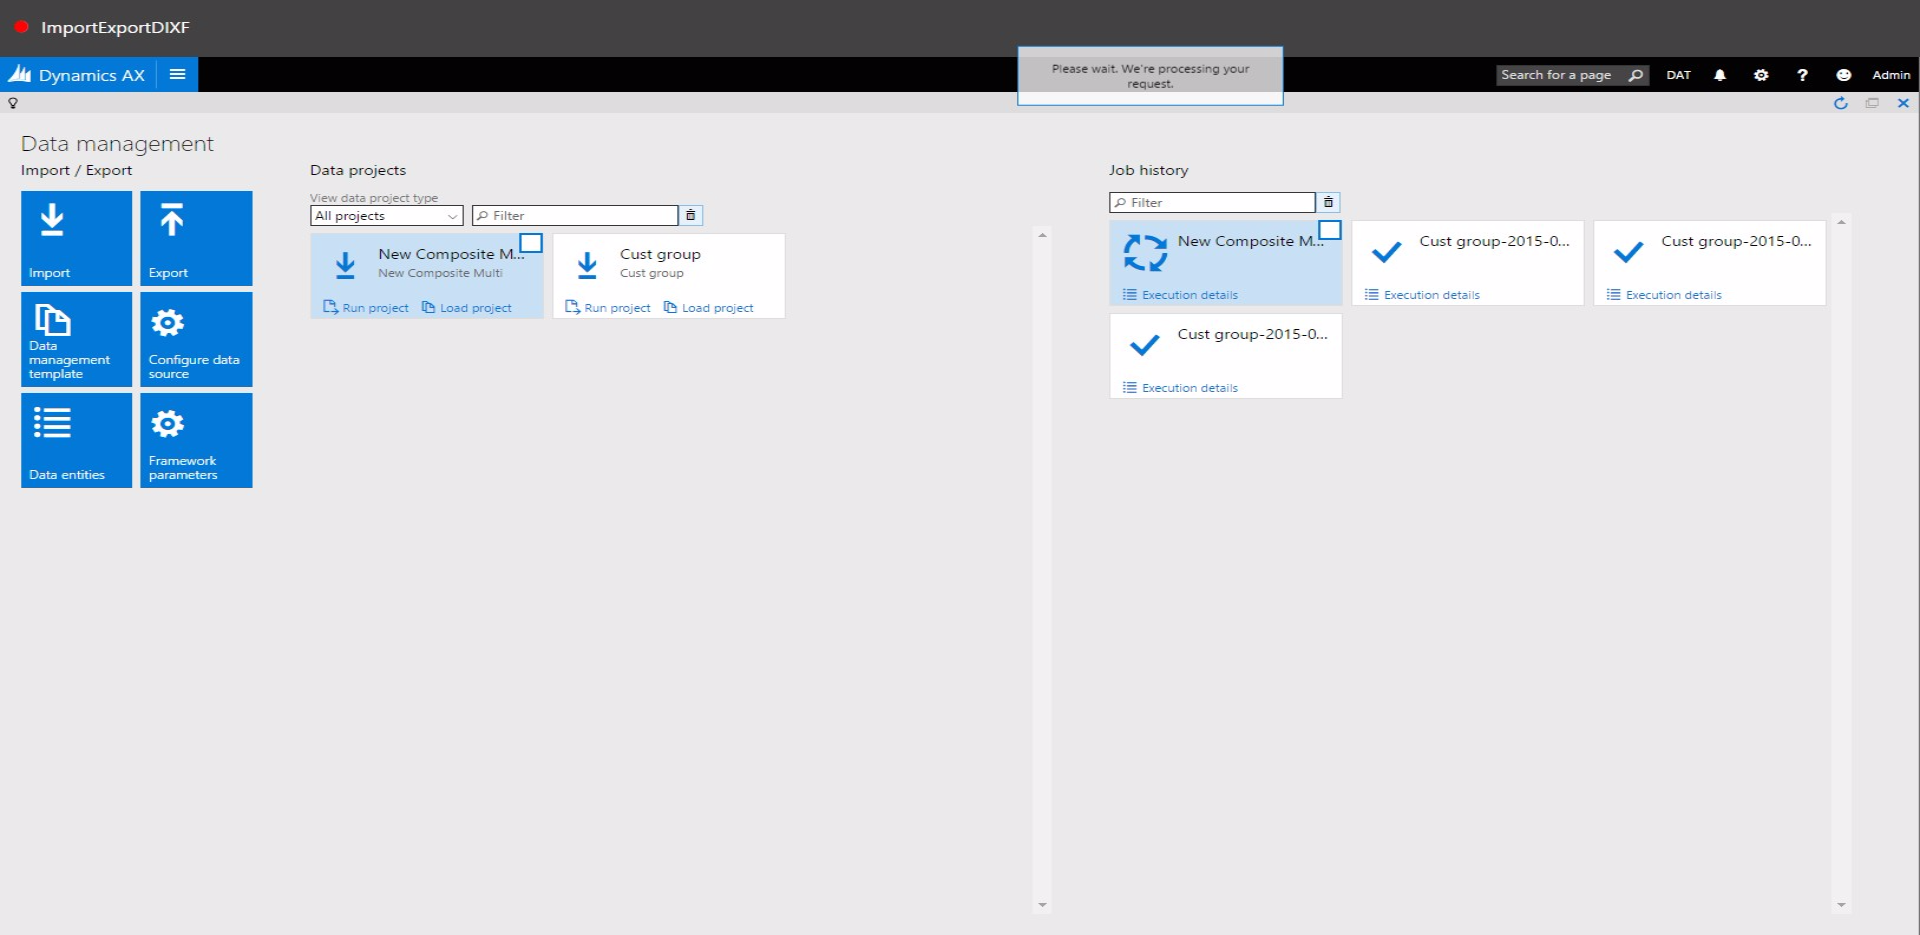 ImportExportDIXF
Dynamics AX
Please wait. We're processing your
request.
Search for a page
DAT
?
Admin
Data management
Import / Export
Import
Export
Data
management
template
Configure data
source
Data entities
Framework
parameters
Data projects
View data project type
All projects
Filter
New Composite M...
New Composite Multi
Run project
Load project
Cust group
Cust group
Run project
Load project
Job history
Filter
New Composite M...
Execution details
Cust group-2015-0...
Execution details
Cust group-2015-0...
Execution details
Cust group-2015-0...
Execution details